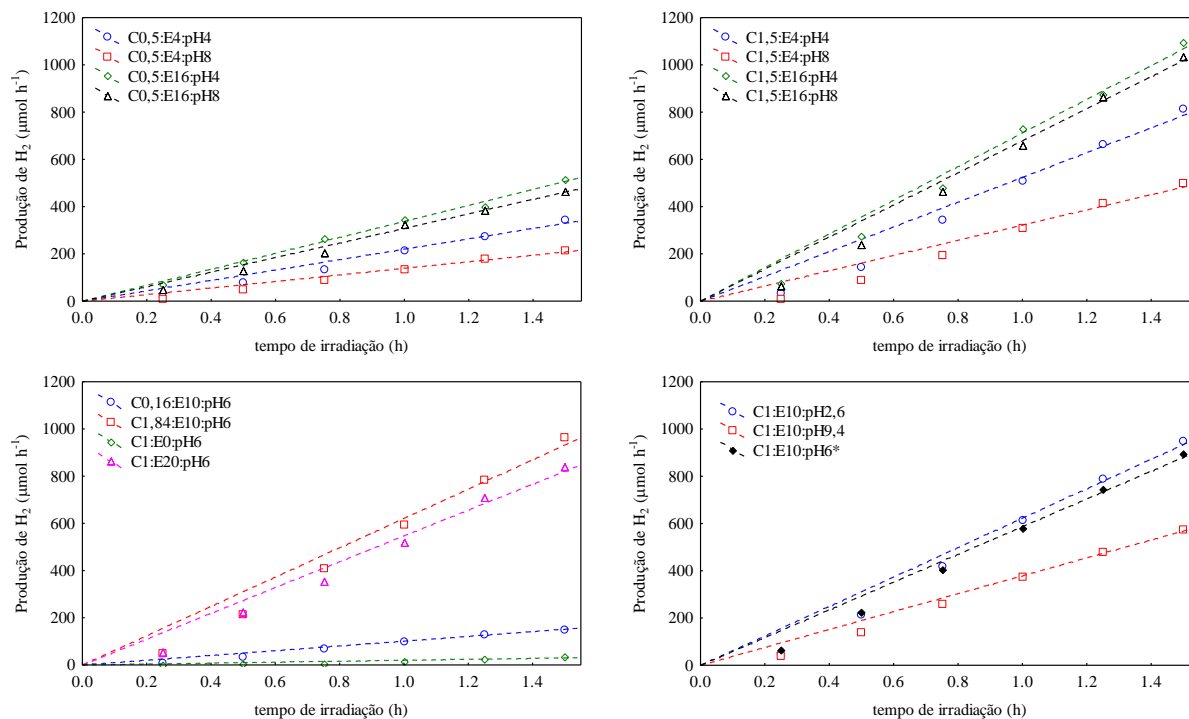 Produção de H₂ (μmol h⁻¹)
1200
1000
800
600
400
200
0
C0,5:E4:pH4
C0,5:E4:pH8
C0,5:E16:pH4
C0,5:E16:pH8
0.0 0.2 0.4 0.6 0.8 1.0 1.2 1.4
tempo de irradiação (h)
Produção de H₂ (μmol h⁻¹)
1200
1000
800
600
400
200
0
C1,5:E4:pH4
C1,5:E4:pH8
C1,5:E16:pH4
C1,5:E16:pH8
0.0 0.2 0.4 0.6 0.8 1.0 1.2 1.4
tempo de irradiação (h)
Produção de H₂ (μmol h⁻¹)
1200
1000
800
600
400
200
0
C0,16:E10:pH6
C1,84:E10:pH6
C1:E0:pH6
C1:E20:pH6
0.0 0.2 0.4 0.6 0.8 1.0 1.2 1.4
tempo de irradiação (h)
Produção de H₂ (μmol h⁻¹)
1200
1000
800
600
400
200
0
C1:E10:pH2,6
C1:E10:pH9,4
C1:E10:pH6*
0.0 0.2 0.4 0.6 0.8 1.0 1.2 1.4
tempo de irradiação (h)